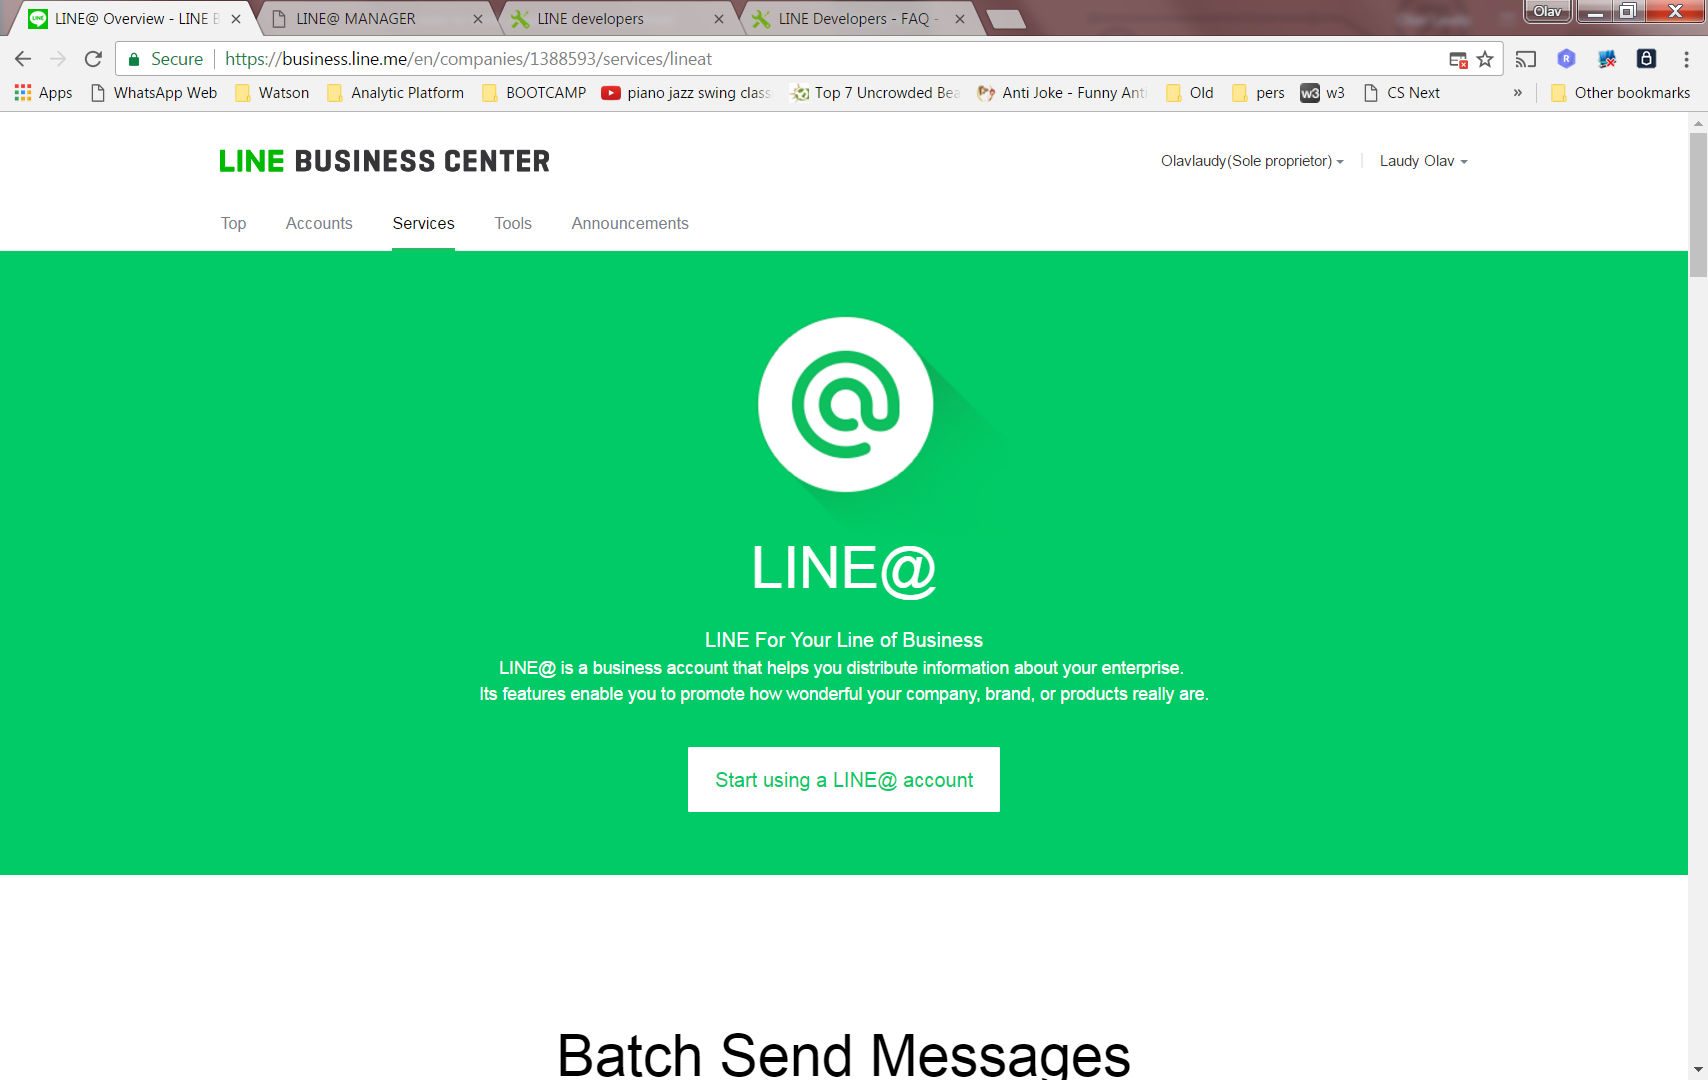 LINE@ Overview - LINE B
LINE@ MANAGER
LINE developers
LINE Developers - FAQ -
Olav
Secure
https://business.line.me/en/companies/1388593/services/lineat
Apps
WhatsApp Web
Watson
Analytic Platform
BOOTCAMP
piano jazz swing class
Top 7 Uncrowded Bea
Anti Joke - Funny Anti
Old
pers
w3 w3
CS Next
»
Other bookmarks
LINE BUSINESS CENTER
Olavlaudy(Sole proprietor)
Laudy Olav
Top
Accounts
Services
Tools
Announcements
@
LINE@
LINE For Your Line of Business
LINE@ is a business account that helps you distribute information about your enterprise.
Its features enable you to promote how wonderful your company, brand, or products really are.
Start using a LINE@ account
Batch Send Messages